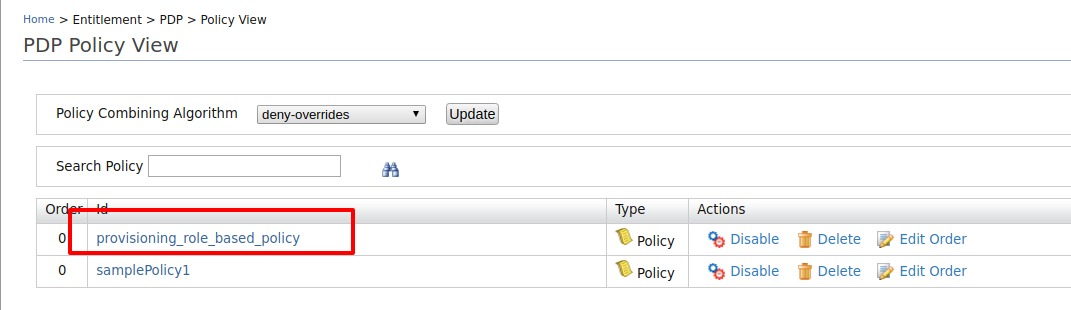 Home > Entitlement > PDP > Policy View
PDP Policy View
Policy Combining Algorithm deny-overrides Update
Search Policy
Order Id Type Actions
0 provisioning_role_based_policy Policy Disable Delete Edit Order
0 samplePolicy1 Policy Disable Delete Edit Order